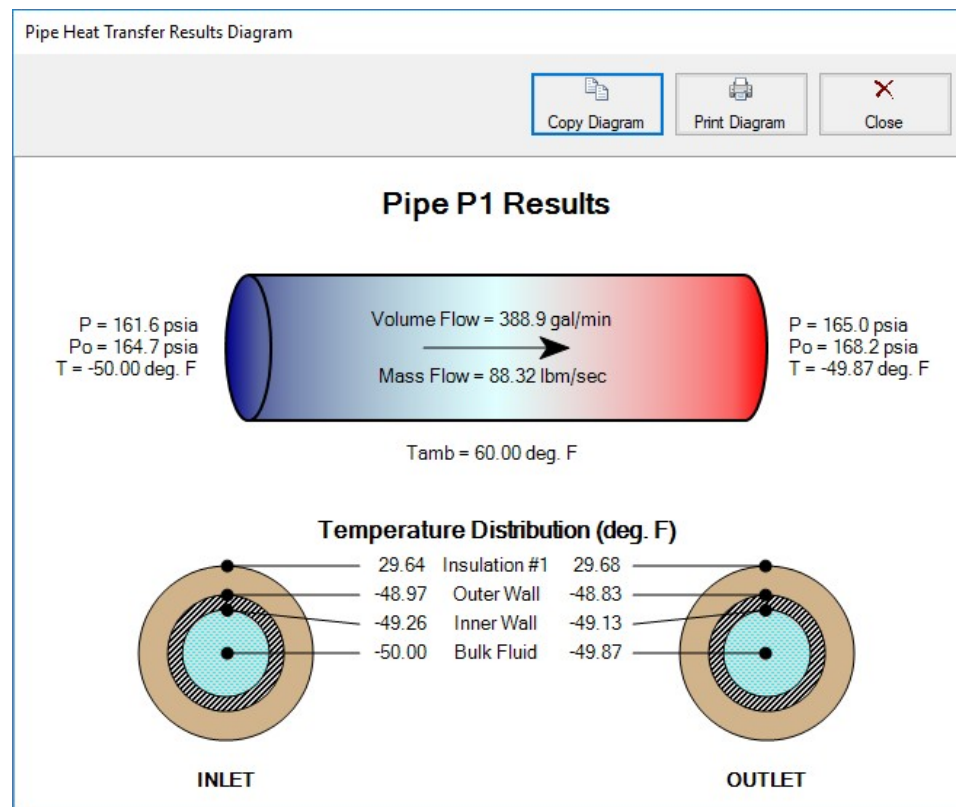 Pipe Heat Transfer Results Diagram
Copy Diagram
Print Diagram
Close
Pipe P1 Results
P = 161.6 psia
Po = 164.7 psia
T = -50.00 deg. F
Volume Flow = 388.9 gal/min
Mass Flow = 88.32 lbm/sec
P = 165.0 psia
Po = 168.2 psia
T = -49.87 deg. F
Tamb = 60.00 deg. F
Temperature Distribution (deg. F)
29.64 Insulation #1 29.68
-48.97 Outer Wall -48.83
-49.26 Inner Wall -49.13
-50.00 Bulk Fluid -49.87
INLET
OUTLET